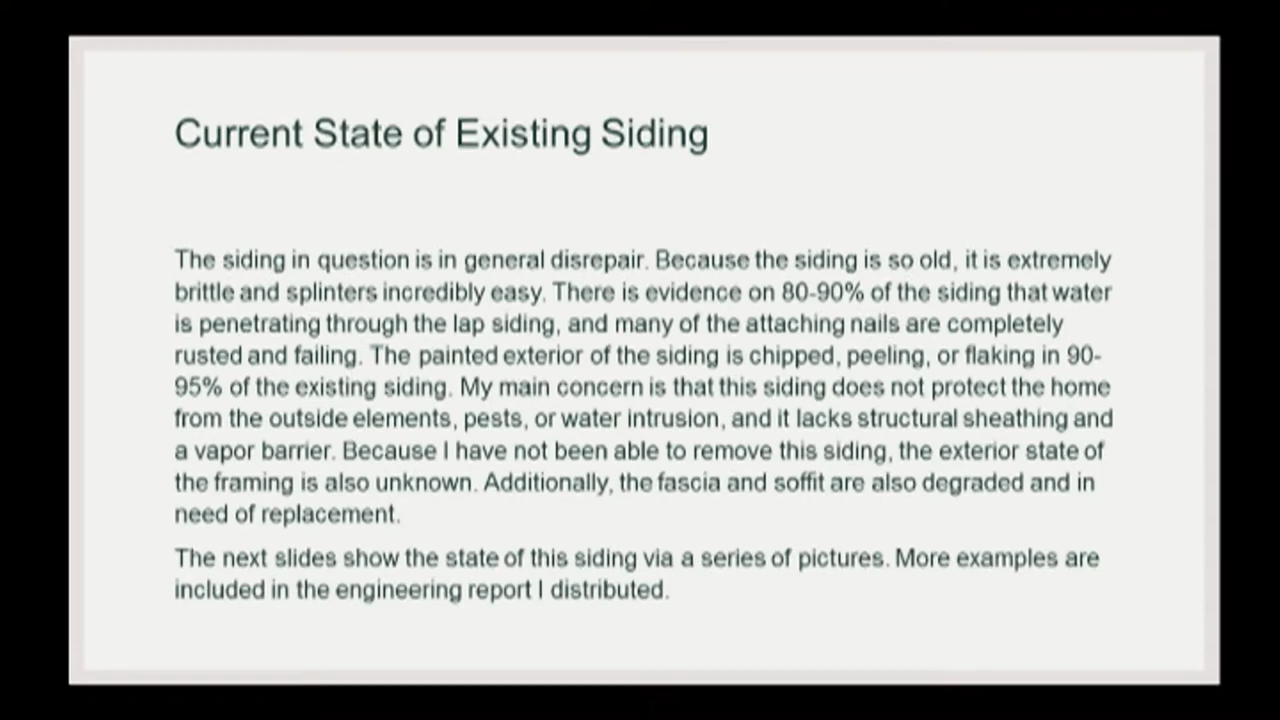 Current State of Existing Siding
The siding in question is in general disrepair. Because the siding is so old, it is extremely
brittle and splinters incredibly easy. There is evidence on 80-90% of the siding that water
is penetrating through the lap siding, and many of the attaching nails are completely
rusted and failing. The painted exterior of the siding is chipped, peeling, or flaking in 90-
95% of the existing siding. My main concern is that this siding does not protect the home
from the outside elements, pests, or water intrusion, and it lacks structural sheathing and
a vapor barrier. Because I have not been able to remove this siding, the exterior state of
the framing is also unknown. Additionally, the fascia and soffit are also degraded and in
need of replacement.
The next slides show the state of this siding via a series of pictures. More examples are
included in the engineering report I distributed.